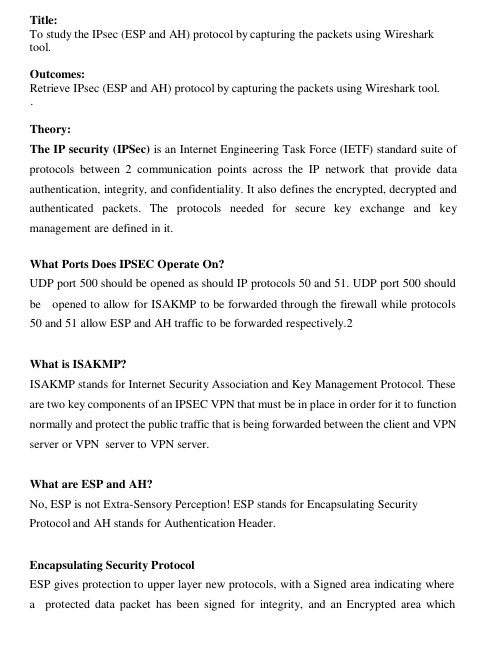 Title:
To study the IPsec (ESP and AH) protocol by capturing the packets using Wireshark
tool.
Outcomes:
Retrieve IPsec (ESP and AH) protocol by capturing the packets using Wireshark tool.
.
Theory:
The IP security (IPSec) is an Internet Engineering Task Force (IETF) standard suite of
protocols between 2 communication points across the IP network that provide data
authentication, integrity, and confidentiality. It also defines the encrypted, decrypted and
authenticated packets. The protocols needed for secure key exchange and key
management are defined in it.
What Ports Does IPSEC Operate On?
UDP port 500 should be opened as should IP protocols 50 and 51. UDP port 500 should
be opened to allow for ISAKMP to be forwarded through the firewall while protocols
50 and 51 allow ESP and AH traffic to be forwarded respectively.2
What is ISAKMP?
ISAKMP stands for Internet Security Association and Key Management Protocol. These
are two key components of an IPSEC VPN that must be in place in order for it to function
normally and protect the public traffic that is being forwarded between the client and VPN
server or VPN server to VPN server.
What are ESP and AH?
No, ESP is not Extra-Sensory Perception! ESP stands for Encapsulating Security
Protocol and AH stands for Authentication Header.
Encapsulating Security Protocol
ESP gives protection to upper layer new protocols, with a Signed area indicating where
a protected data packet has been signed for integrity, and an Encrypted area which